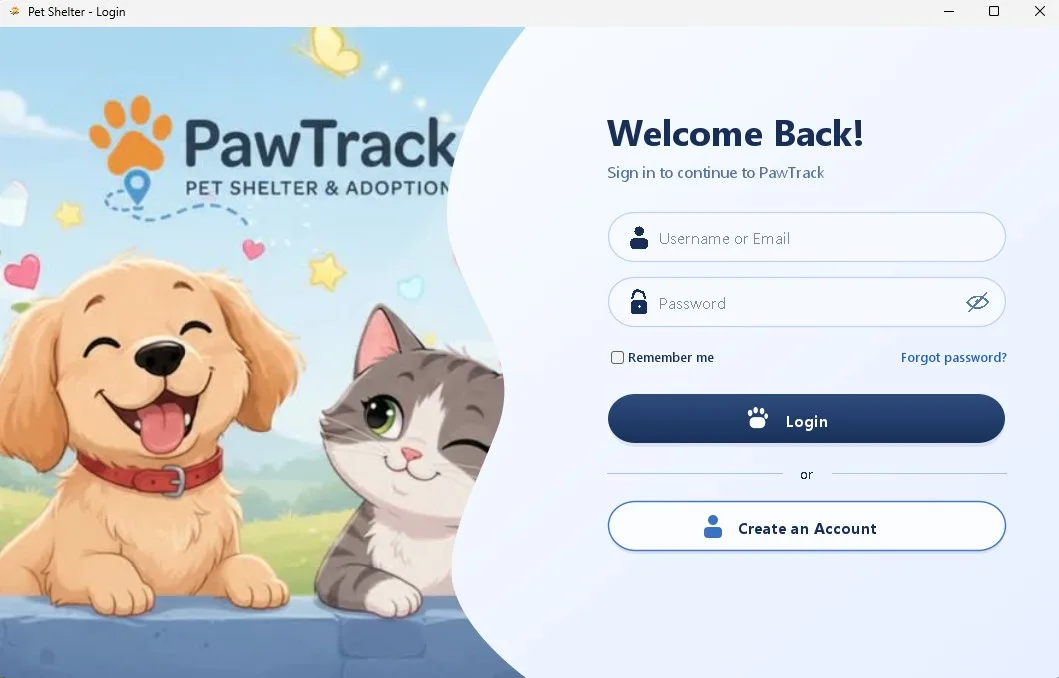 Pet Shelter - Login
PawTrack
PET SHELTER & ADOPTION
Welcome Back!
Sign in to continue to PawTrack
Username or Email
Password
Remember me
Forgot password?
Login
or
Create an Account